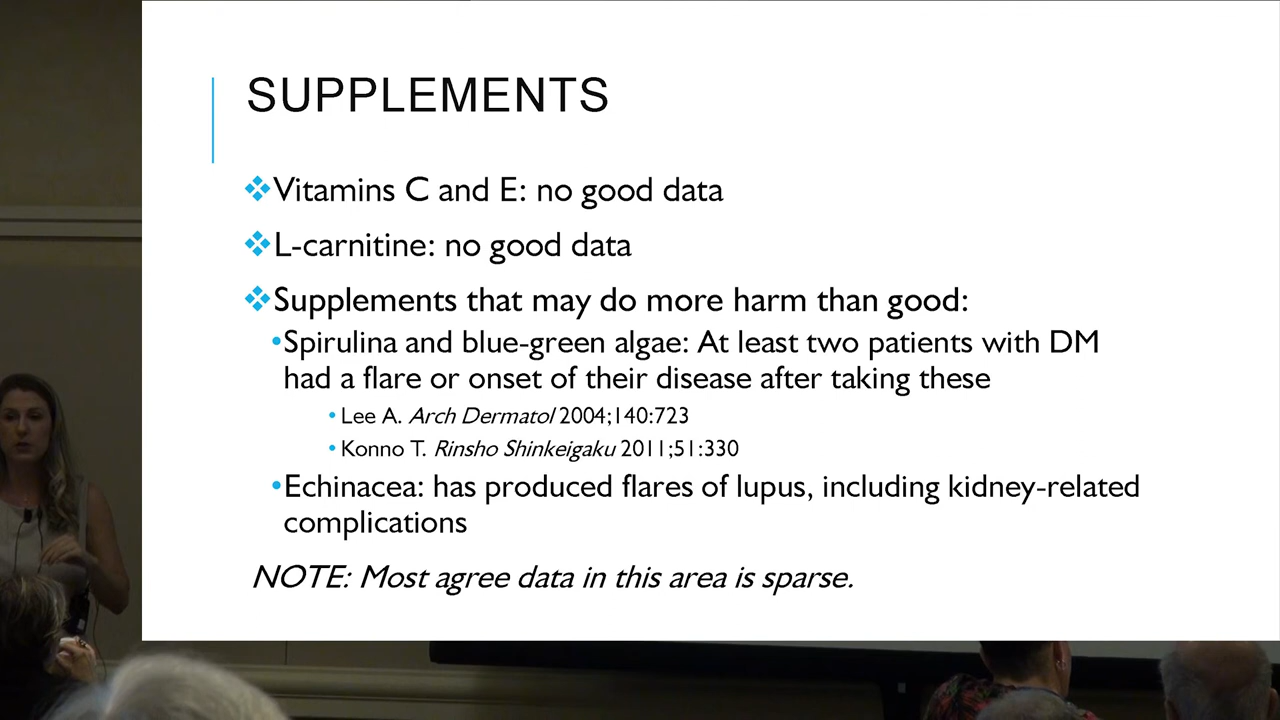 SUPPLEMENTS
❖Vitamins C and E: no good data
❖L-carnitine: no good data
❖Supplements that may do more harm than good:
•Spirulina and blue-green algae: At least two patients with DM
had a flare or onset of their disease after taking these
•Lee A. Arch Dermatol 2004;140:723
•Konno T. Rinsho Shinkeigaku 2011;51:330
•Echinacea: has produced flares of lupus, including kidney-related
complications
NOTE: Most agree data in this area is sparse.